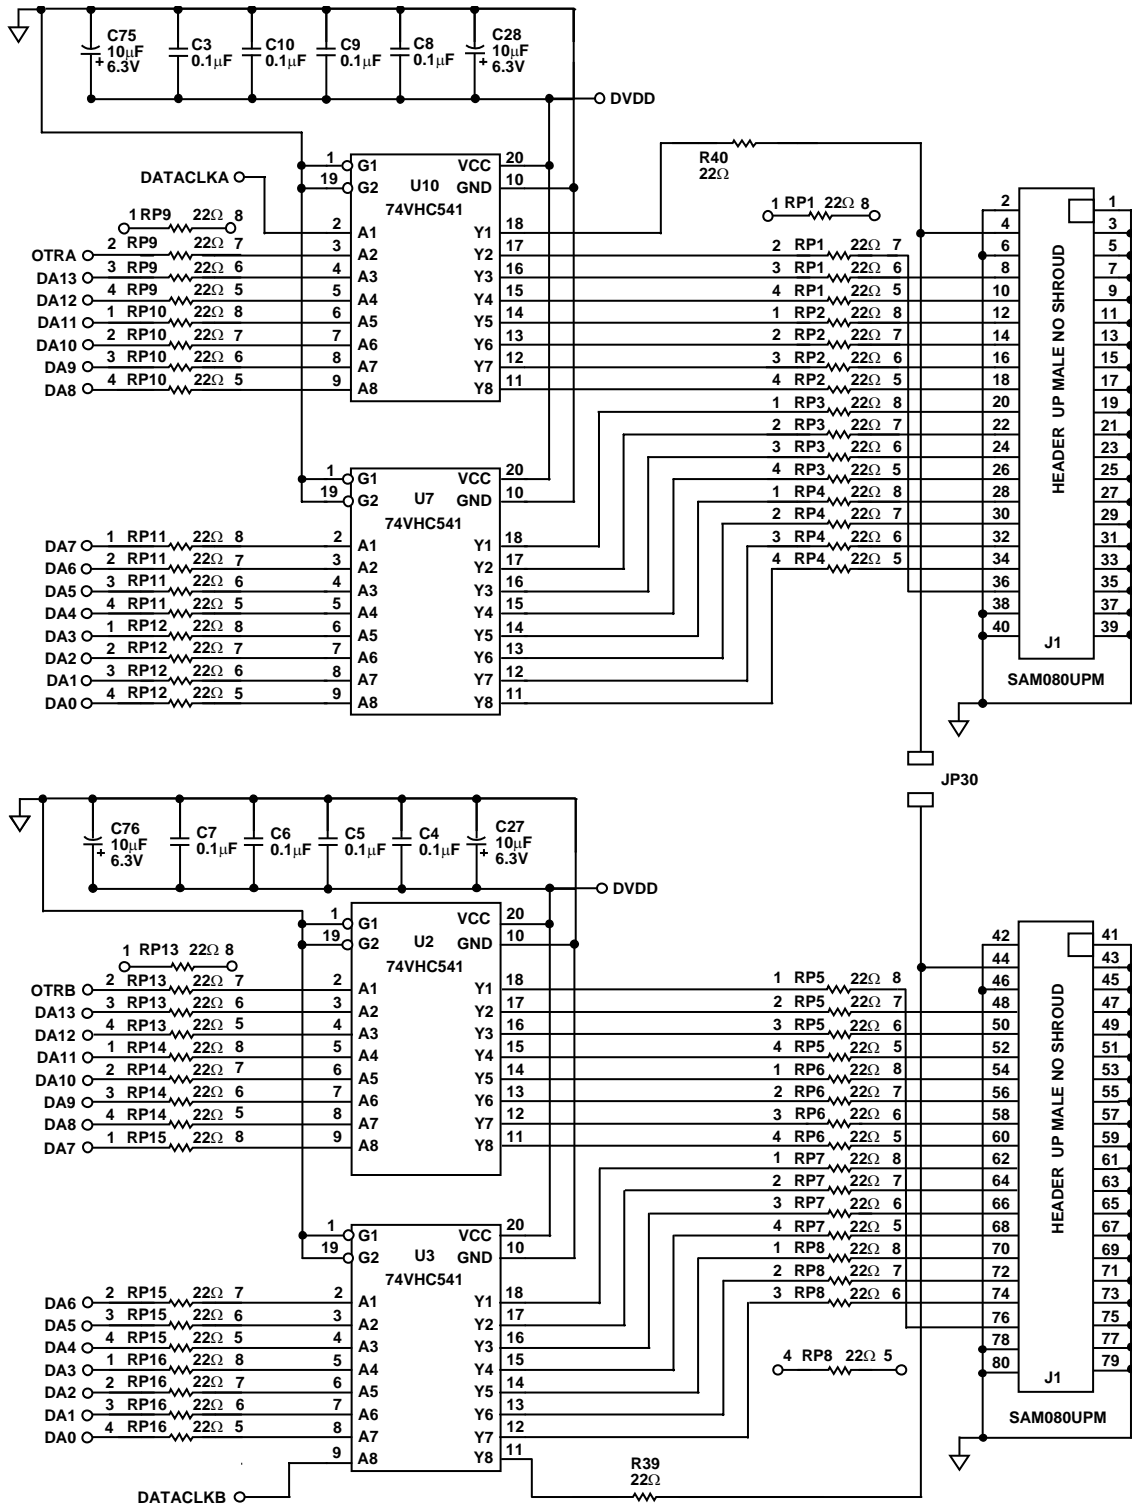 C75
10µF
6.3V
+
C3
0.1µF
C10
0.1µF
C9
0.1µF
C8
0.1µF
C28
10µF
6.3V
+
DVDD
DATACLKA
1 RP9 22Ω 8
OTRA 2 RP9 22Ω 7
DA13 3 RP9 22Ω 6
DA12 4 RP9 22Ω 5
DA11 1 RP10 22Ω 8
DA10 2 RP10 22Ω 7
DA9 3 RP10 22Ω 6
DA8 4 RP10 22Ω 5
U10
74VHC541
1 G1 VCC 20
19 G2 GND 10
2 A1 Y1 18
3 A2 Y2 17
4 A3 Y3 16
5 A4 Y4 15
6 A5 Y5 14
7 A6 Y6 13
8 A7 Y7 12
9 A8 Y8 11
R40
22Ω
1 RP1 22Ω 8
2 RP1 22Ω 7
3 RP1 22Ω 6
4 RP1 22Ω 5
1 RP2 22Ω 8
2 RP2 22Ω 7
3 RP2 22Ω 6
4 RP2 22Ω 5
1 RP3 22Ω 8
2 RP3 22Ω 7
3 RP3 22Ω 6
4 RP3 22Ω 5
1 RP4 22Ω 8
2 RP4 22Ω 7
3 RP4 22Ω 6
4 RP4 22Ω 5
DA7 1 RP11 22Ω 8
DA6 2 RP11 22Ω 7
DA5 3 RP11 22Ω 6
DA4 4 RP11 22Ω 5
DA3 1 RP12 22Ω 8
DA2 2 RP12 22Ω 7
DA1 3 RP12 22Ω 6
DA0 4 RP12 22Ω 5
U7
74VHC541
1 G1 VCC 20
19 G2 GND 10
2 A1 Y1 18
3 A2 Y2 17
4 A3 Y3 16
5 A4 Y4 15
6 A5 Y5 14
7 A6 Y6 13
8 A7 Y7 12
9 A8 Y8 11
2 1
4 3
6 5
8 7
10 9
12 11
14 13
16 15
18 17
20 19
22 21
24 23
26 25
28 27
30 29
32 31
34 33
36 35
38 37
40 39
HEADER UP MALE NO SHROUD
J1
SAM080UPM
JP30
C76
10µF
6.3V
+
C7
0.1µF
C6
0.1µF
C5
0.1µF
C4
0.1µF
C27
10µF
6.3V
+
DVDD
1 RP13 22Ω 8
OTRB 2 RP13 22Ω 7
DA13 3 RP13 22Ω 6
DA12 4 RP13 22Ω 5
DA11 1 RP14 22Ω 8
DA10 2 RP14 22Ω 7
DA9 3 RP14 22Ω 6
DA8 4 RP14 22Ω 5
DA7 1 RP15 22Ω 8
U2
74VHC541
1 G1 VCC 20
19 G2 GND 10
2 A1 Y1 18
3 A2 Y2 17
4 A3 Y3 16
5 A4 Y4 15
6 A5 Y5 14
7 A6 Y6 13
8 A7 Y7 12
9 A8 Y8 11
1 RP5 22Ω 8
2 RP5 22Ω 7
3 RP5 22Ω 6
4 RP5 22Ω 5
1 RP6 22Ω 8
2 RP6 22Ω 7
3 RP6 22Ω 6
4 RP6 22Ω 5
1 RP7 22Ω 8
2 RP7 22Ω 7
3 RP7 22Ω 6
4 RP7 22Ω 5
1 RP8 22Ω 8
2 RP8 22Ω 7
3 RP8 22Ω 6
4 RP8 22Ω 5
DA6 2 RP15 22Ω 7
DA5 3 RP15 22Ω 6
DA4 4 RP15 22Ω 5
DA3 1 RP16 22Ω 8
DA2 2 RP16 22Ω 7
DA1 3 RP16 22Ω 6
DA0 4 RP16 22Ω 5
DATACLKB
U3
74VHC541
1 G1 VCC 20
19 G2 GND 10
2 A1 Y1 18
3 A2 Y2 17
4 A3 Y3 16
5 A4 Y4 15
6 A5 Y5 14
7 A6 Y6 13
8 A7 Y7 12
9 A8 Y8 11
R39
22Ω
42 41
44 43
46 45
48 47
50 49
52 51
54 53
56 55
58 57
60 59
62 61
64 63
66 65
68 67
70 69
72 71
74 73
76 75
78 77
80 79
HEADER UP MALE NO SHROUD
J1
SAM080UPM